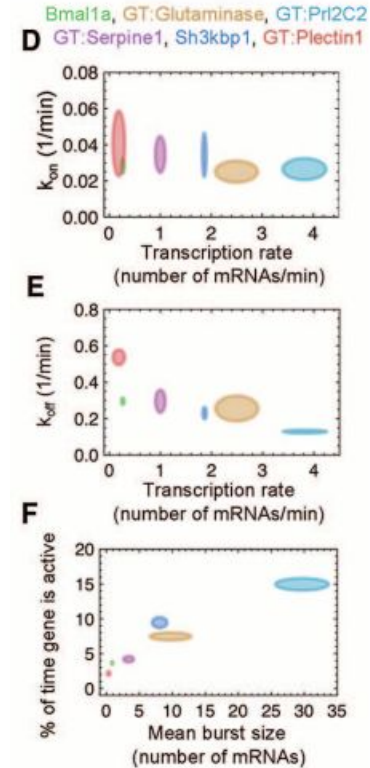 Bmal1a, GT:Glutaminase, GT:Prl2C2
GT:Serpine1, Sh3kbp1, GT:Plectin1
D
0.08
0.06
0.04
0.02
0.00
k_on (1/min)
0 1 2 3 4
Transcription rate
(number of mRNAs/min)
E
0.8
0.6
0.4
0.2
0.0
k_off (1/min)
0 1 2 3 4
Transcription rate
(number of mRNAs/min)
F
20
15
10
5
0
% of time gene is active
0 5 10 15 20 25 30 35
Mean burst size
(number of mRNAs)